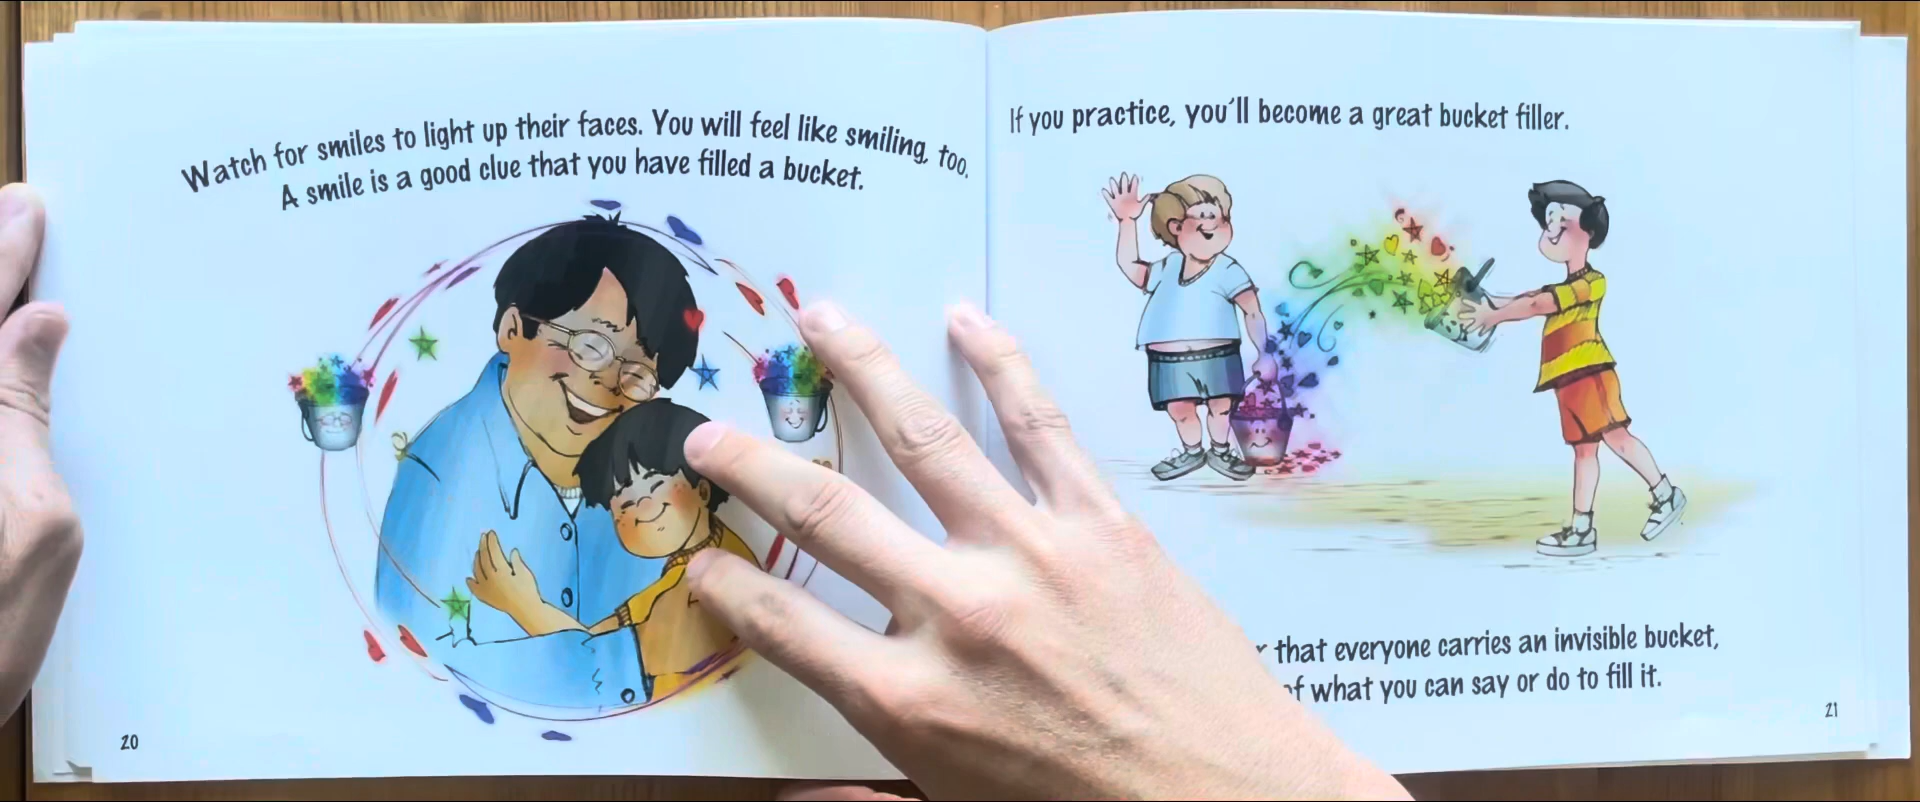 Watch for smiles to light up their faces. You will feel like smiling, too.
A smile is a good clue that you have filled a bucket.
20
If you practice, you'll become a great bucket filler.
that everyone carries an invisible bucket,
what you can say or do to fill it.
21